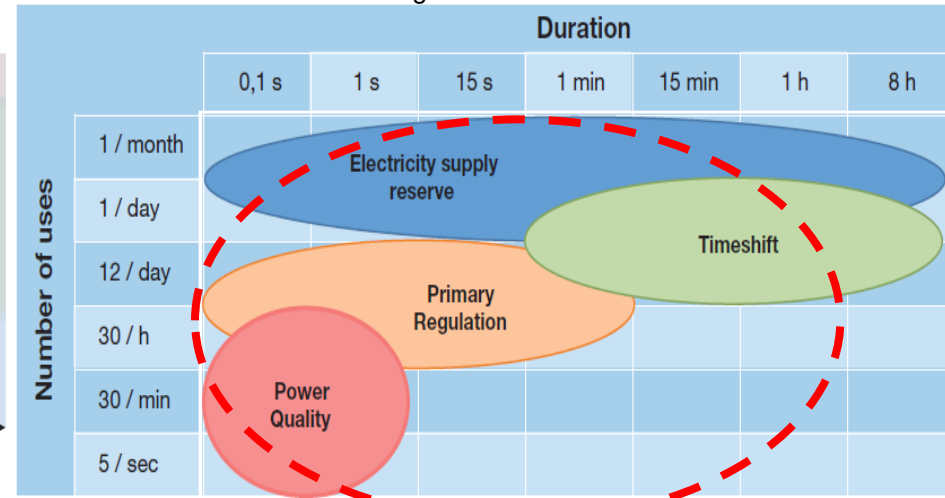 Duration
0,1 s 1 s 15 s 1 min 15 min 1 h 8 h
Number of uses
1 / month
1 / day
12 / day
30 / h
30 / min
5 / sec
Electricity supply
reserve
Timeshift
Primary
Regulation
Power
Quality